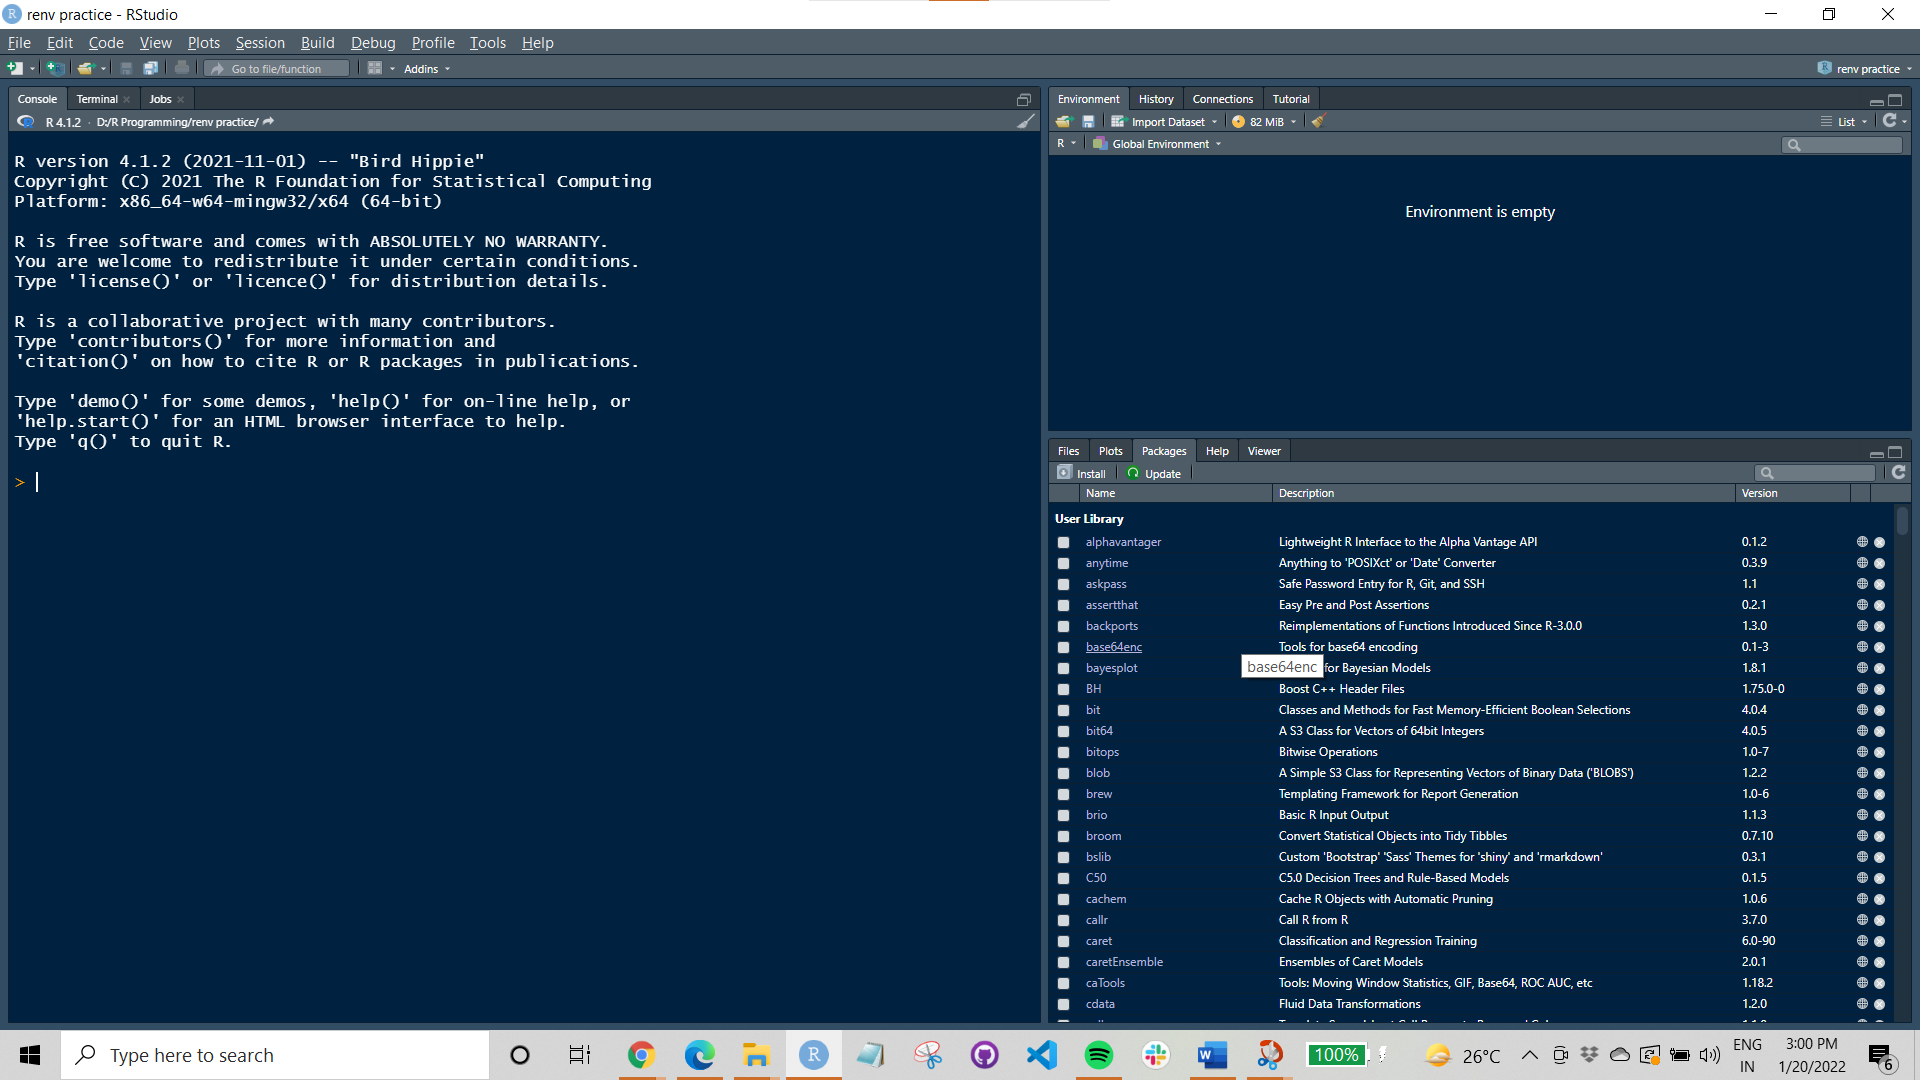 renv practice - RStudio
File Edit Code View Plots Session Build Debug Profile Tools Help
Go to file/function Addins renv practice
Console Terminal Jobs
R 4.1.2 · D:/R Programming/renv practice/
R version 4.1.2 (2021-11-01) -- "Bird Hippie"
Copyright (C) 2021 The R Foundation for Statistical Computing
Platform: x86_64-w64-mingw32/x64 (64-bit)
R is free software and comes with ABSOLUTELY NO WARRANTY.
You are welcome to redistribute it under certain conditions.
Type 'license()' or 'licence()' for distribution details.
R is a collaborative project with many contributors.
Type 'contributors()' for more information and
'citation()' on how to cite R or R packages in publications.
Type 'demo()' for some demos, 'help()' for on-line help, or
'help.start()' for an HTML browser interface to help.
Type 'q()' to quit R.
>
Environment History Connections Tutorial
Import Dataset 82 MiB List
R Global Environment
Environment is empty
Files Plots Packages Help Viewer
Install Update
Name Description Version
User Library
alphavantager Lightweight R Interface to the Alpha Vantage API 0.1.2
anytime Anything to 'POSIXct' or 'Date' Converter 0.3.9
askpass Safe Password Entry for R, Git, and SSH 1.1
assertthat Easy Pre and Post Assertions 0.2.1
backports Reimplementations of Functions Introduced Since R-3.0.0 1.3.0
base64enc Tools for base64 encoding 0.1-3
bayesplot for Bayesian Models 1.8.1
base64enc
BH Boost C++ Header Files 1.75.0-0
bit Classes and Methods for Fast Memory-Efficient Boolean Selections 4.0.4
bit64 A S3 Class for Vectors of 64bit Integers 4.0.5
bitops Bitwise Operations 1.0-7
blob A Simple S3 Class for Representing Vectors of Binary Data ('BLOBS') 1.2.2
brew Templating Framework for Report Generation 1.0-6
brio Basic R Input Output 1.1.3
broom Convert Statistical Objects into Tidy Tibbles 0.7.10
bslib Custom 'Bootstrap' 'Sass' Themes for 'shiny' and 'rmarkdown' 0.3.1
C50 C5.0 Decision Trees and Rule-Based Models 0.1.5
cachem Cache R Objects with Automatic Pruning 1.0.6
callr Call R from R 3.7.0
caret Classification and Regression Training 6.0-90
caretEnsemble Ensembles of Caret Models 2.0.1
caTools Tools: Moving Window Statistics, GIF, Base64, ROC AUC, etc 1.18.2
cdata Fluid Data Transformations 1.2.0
Type here to search
100%
26°C
ENG
IN
3:00 PM
1/20/2022
6